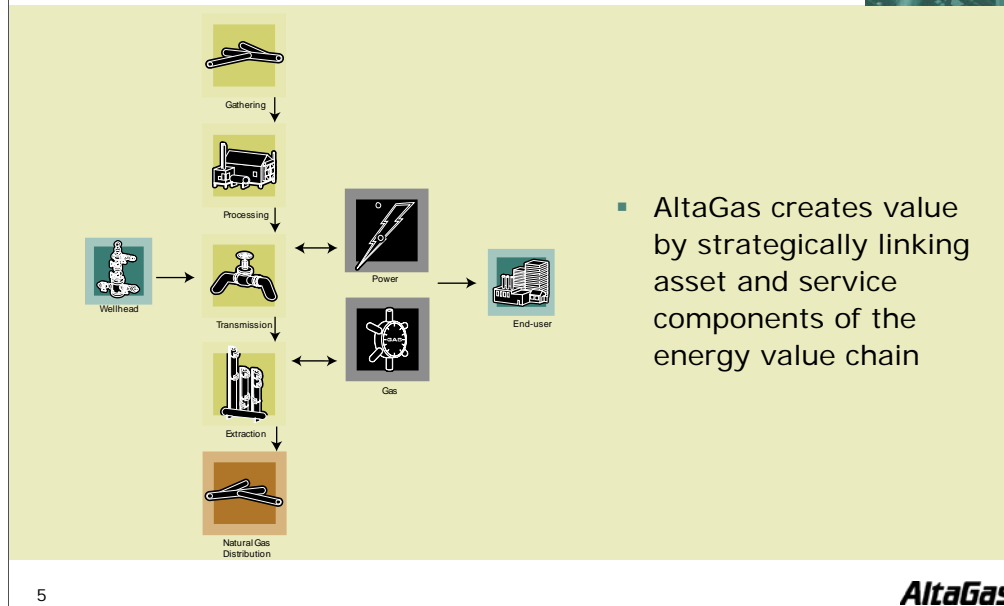 Gathering
Processing
Wellhead
Transmission
Power
End-user
GAS
Gas
Extraction
Natural Gas
Distribution
▪ AltaGas creates value
by strategically linking
asset and service
components of the
energy value chain
5
AltaGas